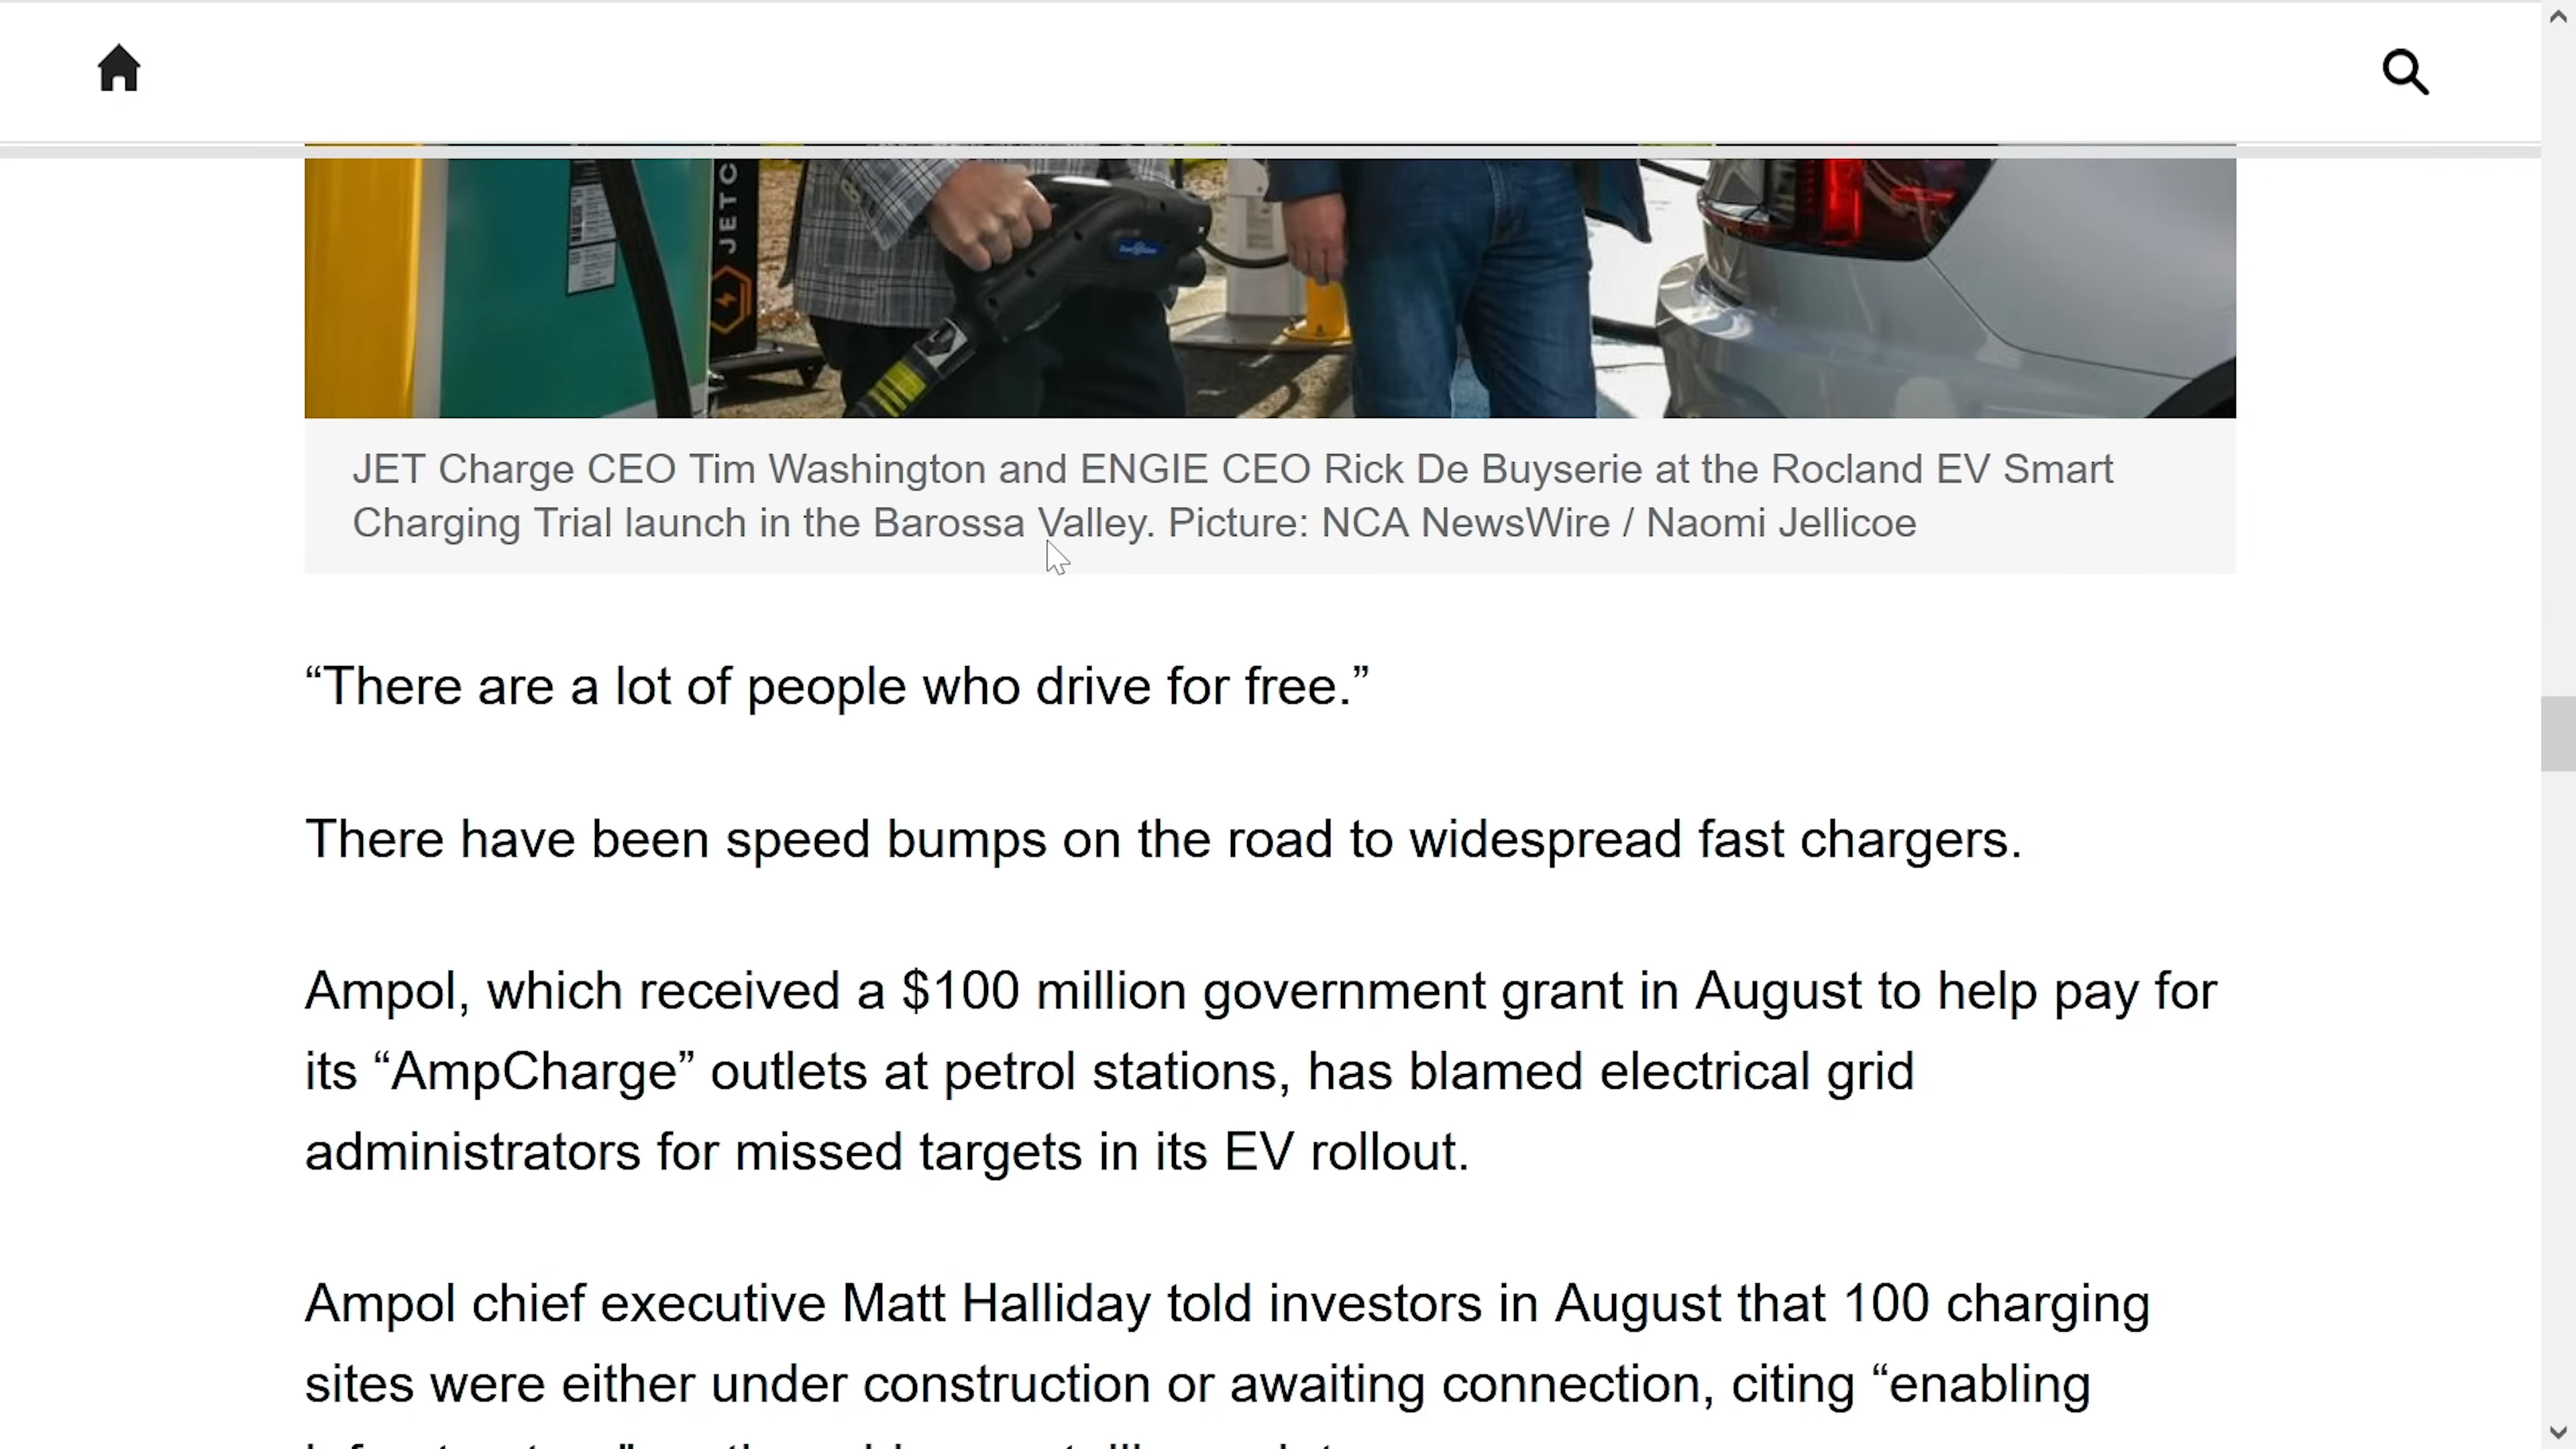 JETC
JET Charge CEO Tim Washington and ENGIE CEO Rick De Buyserie at the Rocland EV Smart
Charging Trial launch in the Barossa Valley. Picture: NCA NewsWire / Naomi Jellicoe
“There are a lot of people who drive for free.”
There have been speed bumps on the road to widespread fast chargers.
Ampol, which received a $100 million government grant in August to help pay for
its “AmpCharge” outlets at petrol stations, has blamed electrical grid
administrators for missed targets in its EV rollout.
Ampol chief executive Matt Halliday told investors in August that 100 charging
sites were either under construction or awaiting connection, citing “enabling